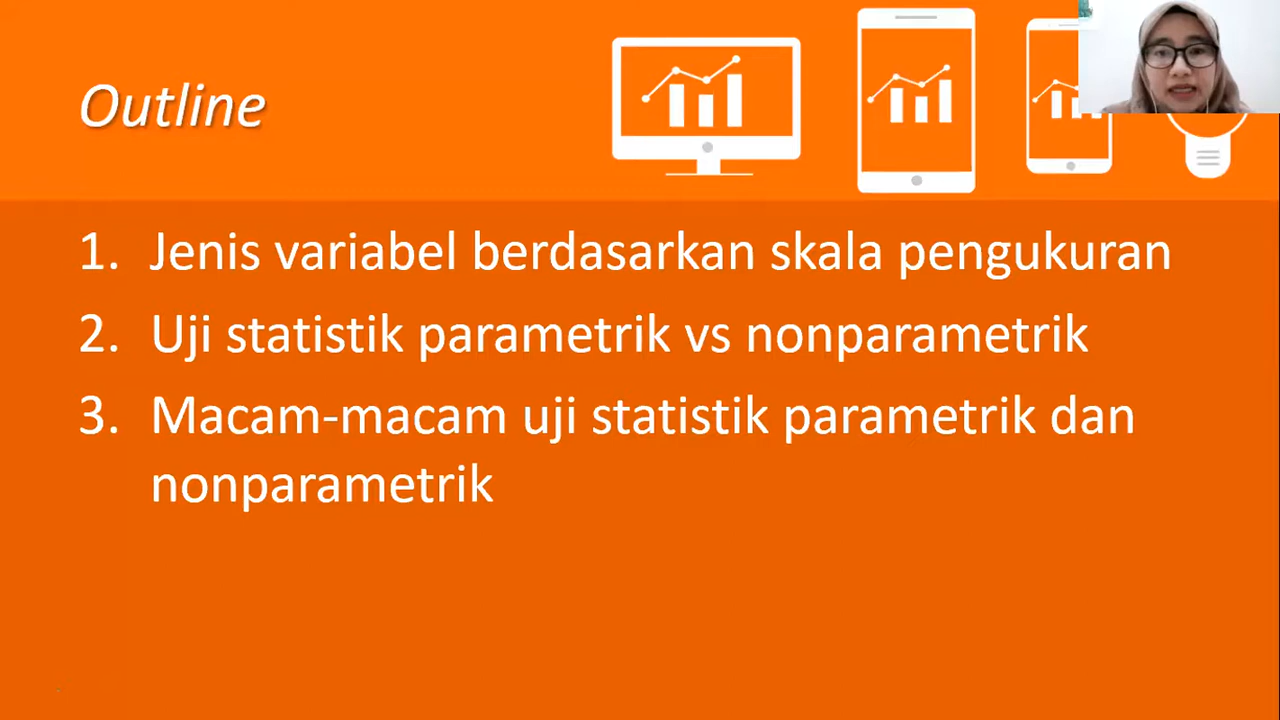 Outline
1. Jenis variabel berdasarkan skala pengukuran
2. Uji statistik parametrik vs nonparametrik
3. Macam-macam uji statistik parametrik dan
nonparametrik